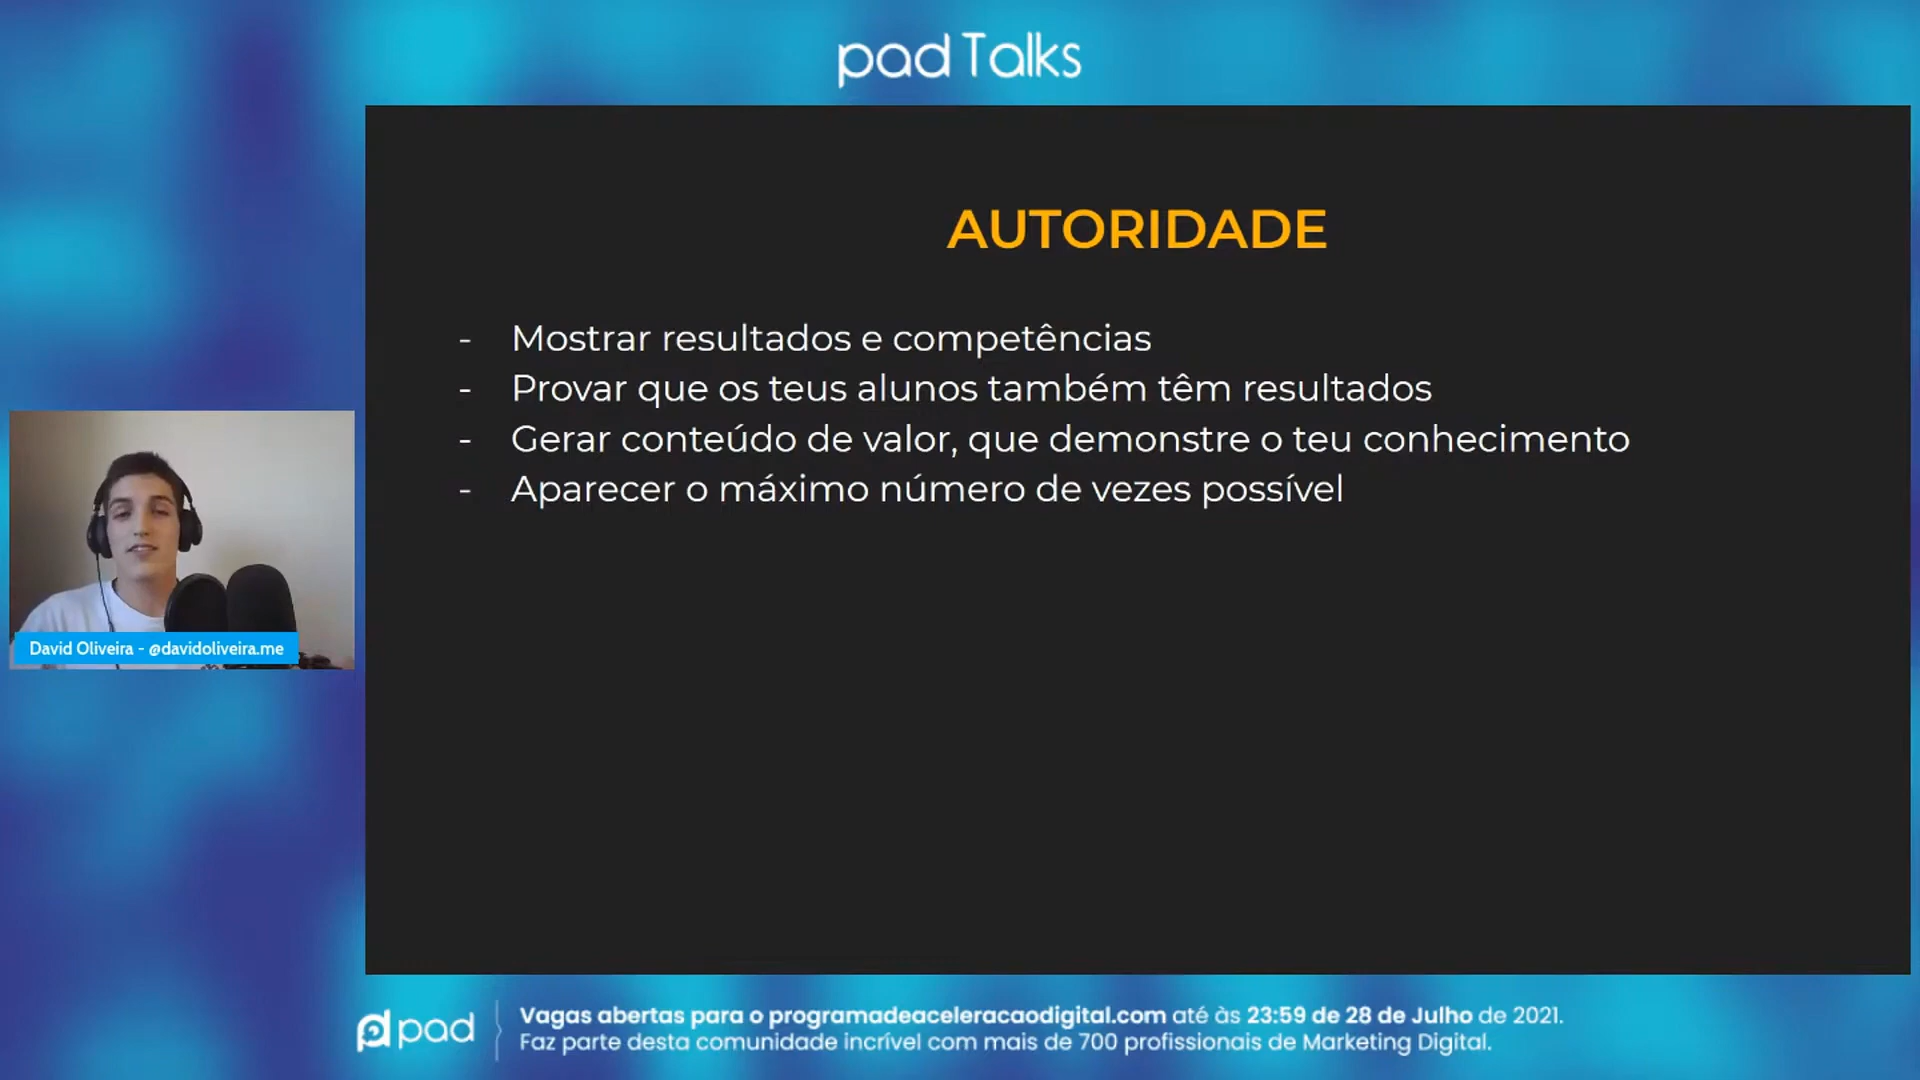 pad Talks
AUTORIDADE
- Mostrar resultados e competências
- Provar que os teus alunos também têm resultados
- Gerar conteúdo de valor, que demonstre o teu conhecimento
- Aparecer o máximo número de vezes possível
David Oliveira - @davidoliveira.me
pad
Vagas abertas para o programadeaceleracaodigital.com até às 23:59 de 28 de Julho de 2021.
Faz parte desta comunidade incrível com mais de 700 profissionais de Marketing Digital.